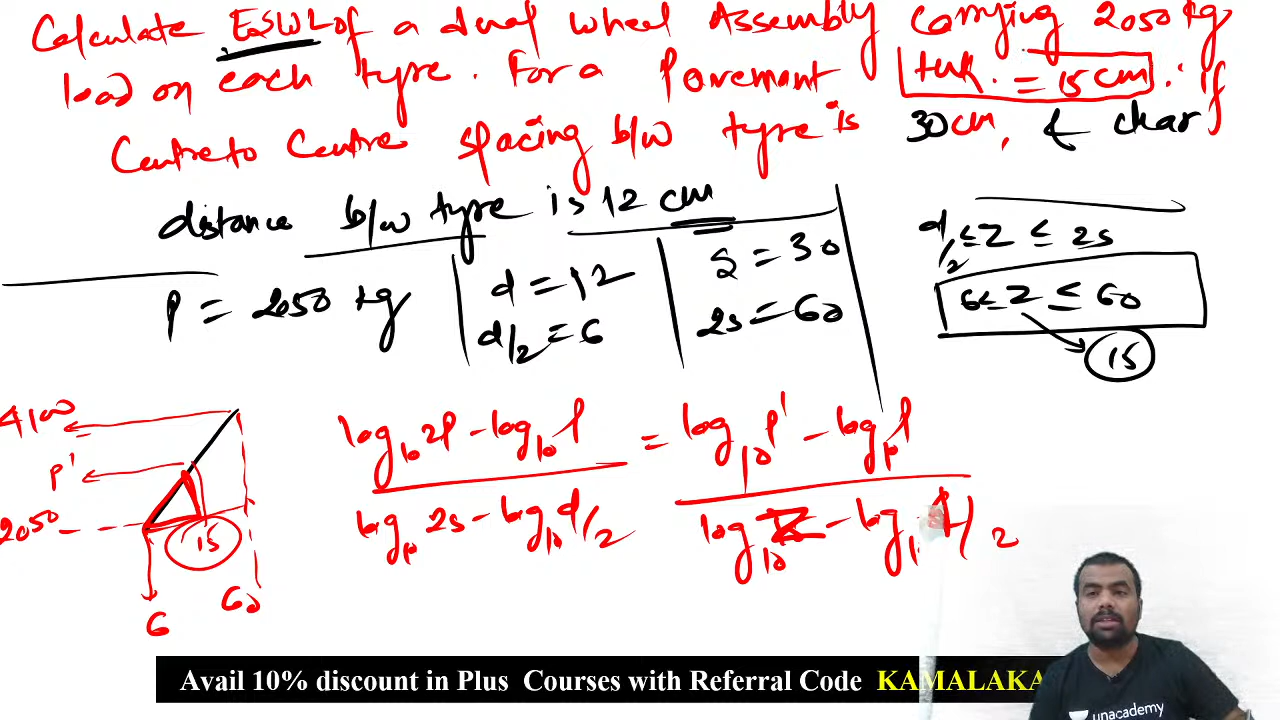 Calculate ESWL of a dual wheel Assembly carrying 2050 kg
load on each tyre. for a Pavement thk. = 15 cm. if
Centre to Centre spacing b/w tyre is 30cm, & clear
distance b/w tyre is 12 cm
P = 2050 kg
d = 12
d/2 = 6
S = 30
2s = 60
d/2 ≤ Z ≤ 2s
6 ≤ Z ≤ 60
15
4100
P'
2050
15
6
60
log10 2P - log10 P / log10 2s - log10 d/2 = log10 P' - log10 P / log10 Z - log10 d/2
Avail 10% discount in Plus Courses with Referral Code KAMALAKA
unacademy